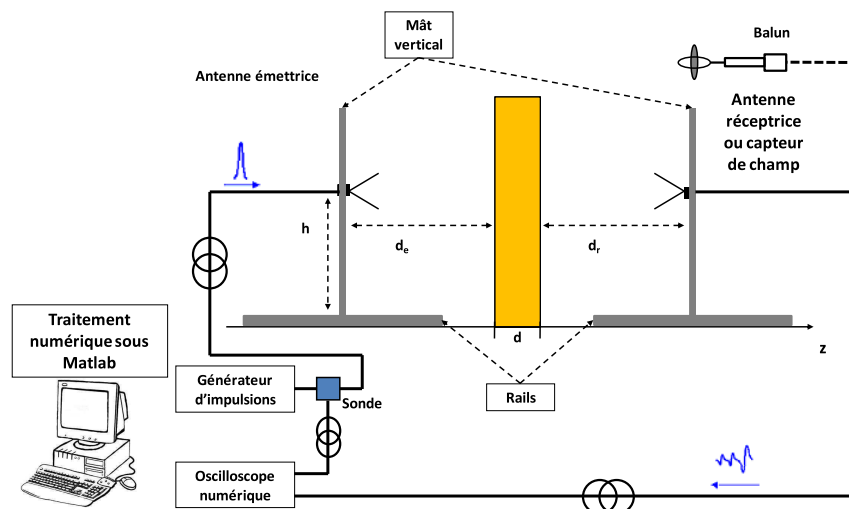 Mât
vertical
Balun
Antenne émettrice
Antenne
réceptrice
ou capteur
de champ
h
de
dr
Traitement
numérique sous
Matlab
d
z
Générateur
d'impulsions
Sonde
Rails
Oscilloscope
numérique